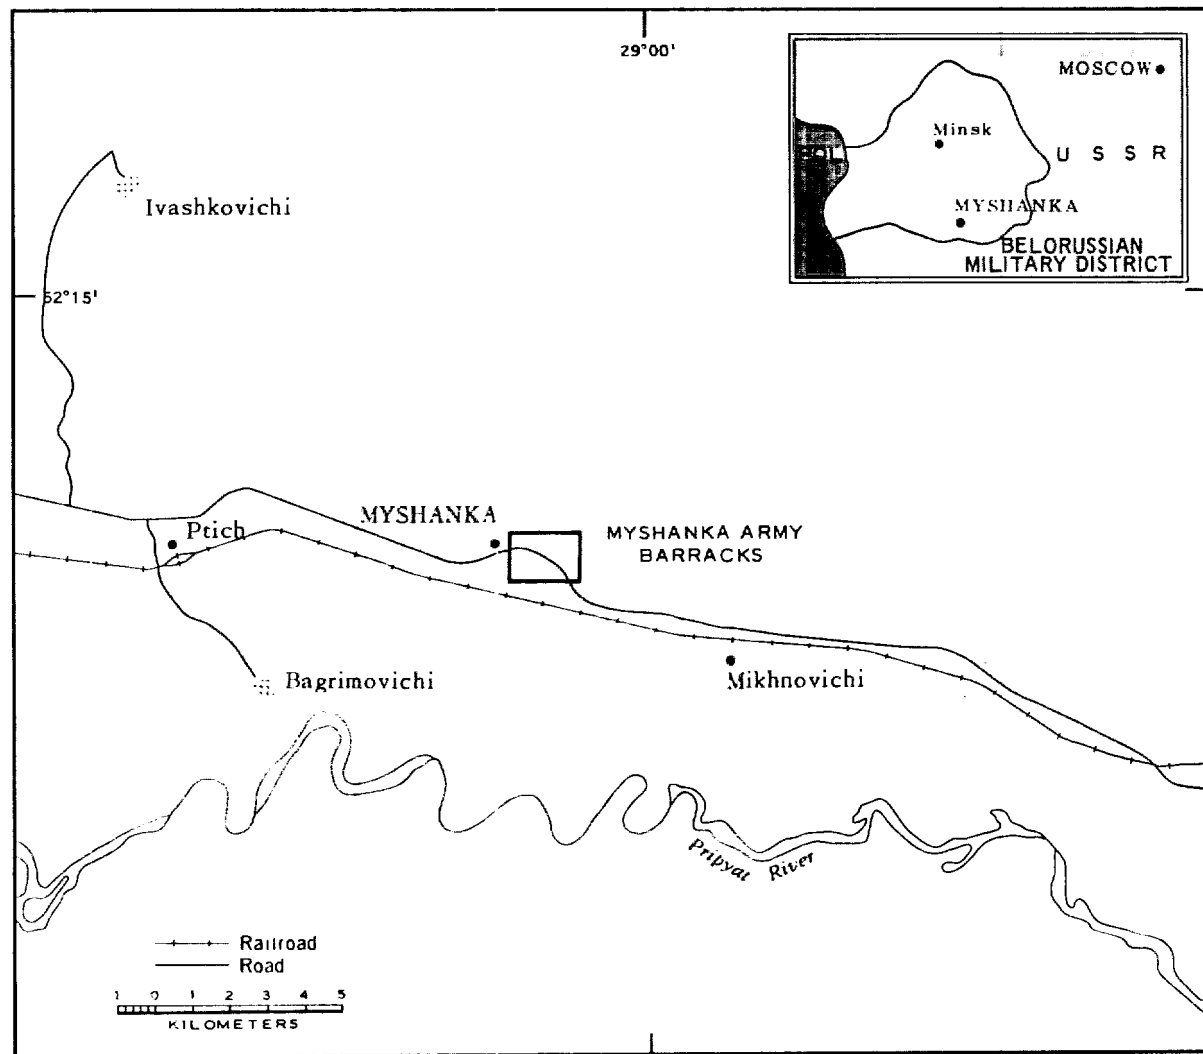 29°00'
MOSCOW
Minsk
POL
U S S R
MYSHANKA
BELORUSSIAN
MILITARY DISTRICT
Ivashkovichi
52°15'
MYSHANKA
Ptich
MYSHANKA ARMY
BARRACKS
Bagrimovichi
Mikhnovichi
Pripyat River
Railroad
Road
1 0 1 2 3 4 5
KILOMETERS